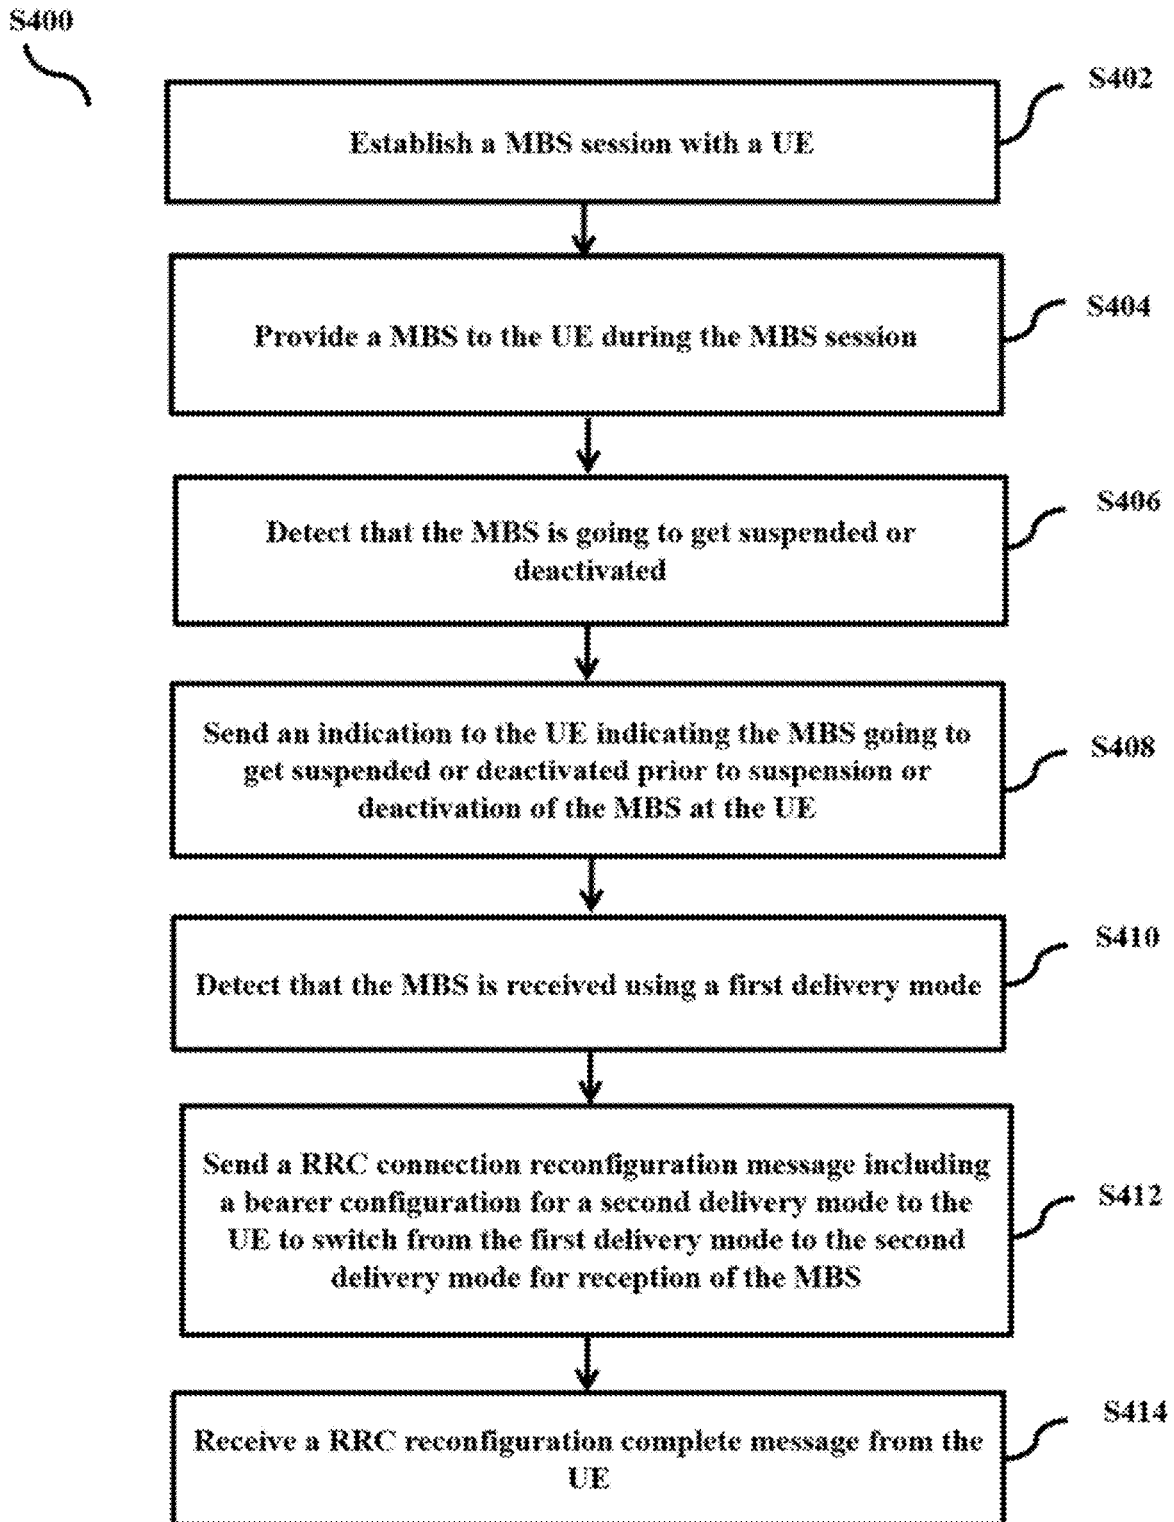 S400
S402
Establish a MBS session with a UE
S404
Provide a MBS to the UE during the MBS session
S406
Detect that the MBS is going to get suspended or
deactivated
S408
Send an indication to the UE indicating the MBS going to
get suspended or deactivated prior to suspension or
deactivation of the MBS at the UE
S410
Detect that the MBS is received using a first delivery mode
S412
Send a RRC connection reconfiguration message including
a bearer configuration for a second delivery mode to the
UE to switch from the first delivery mode to the second
delivery mode for reception of the MBS
S414
Receive a RRC reconfiguration complete message from the
UE